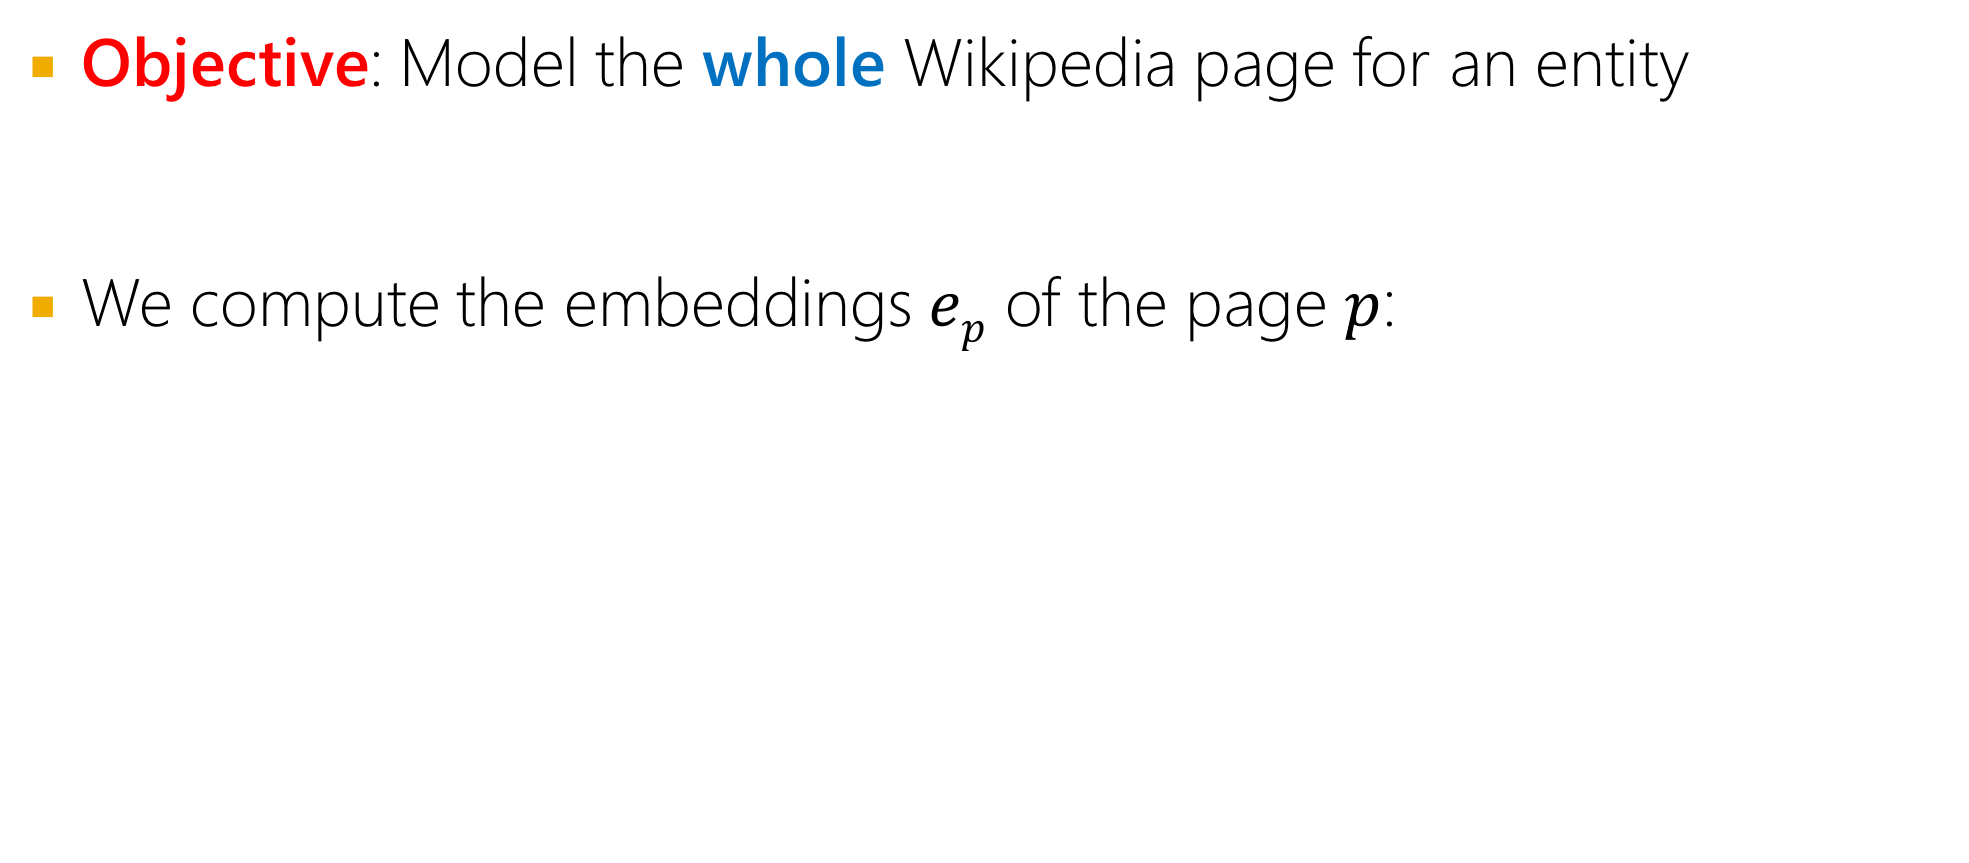 ▪ Objective: Model the whole Wikipedia page for an entity
▪ We compute the embeddings e_p of the page p: